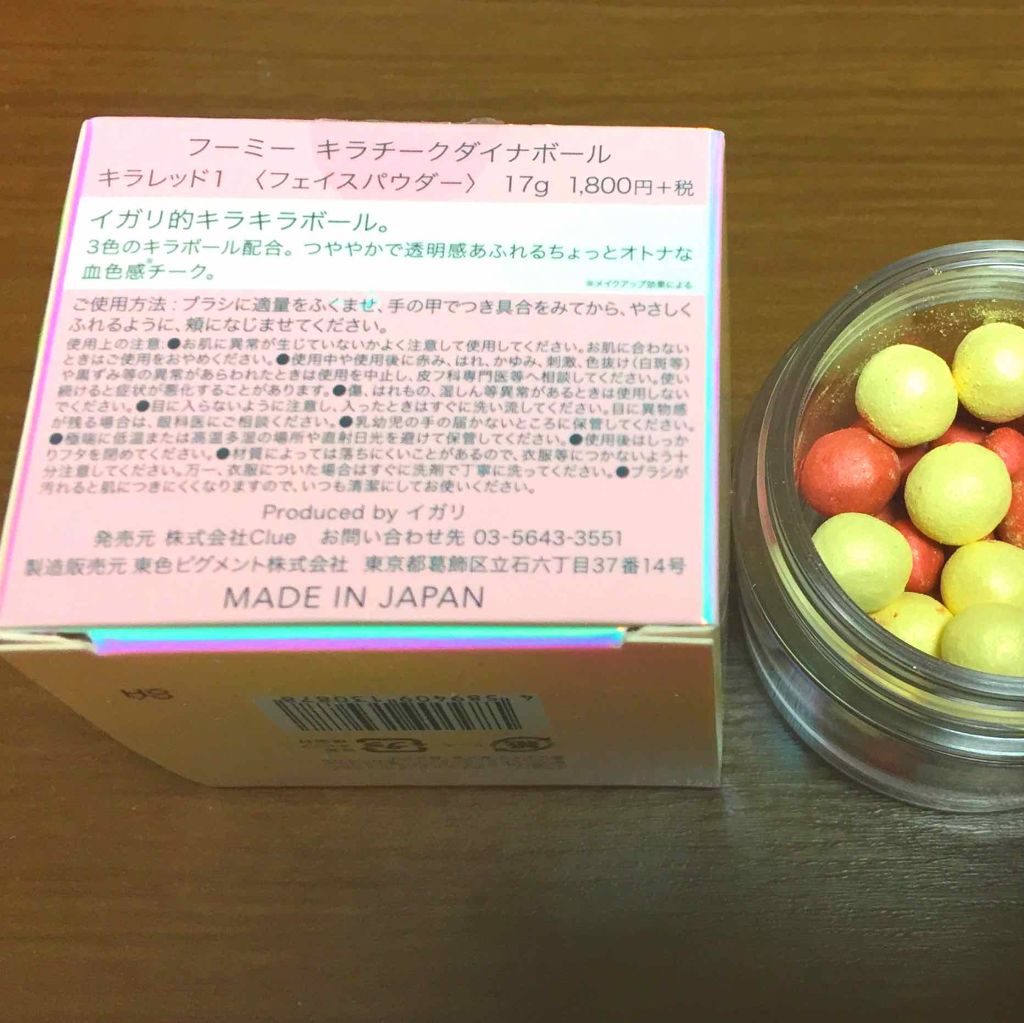 フーミー キラチークダイナボール
キラレッド1 〈フェイスパウダー〉 17g 1,800円+税
イガリ的キラキラボール。
3色のキラボール配合。つややかで透明感あふれるちょっとオトナな
血色感※チーク。
※メイクアップ効果による
ご使用方法:ブラシに適量をふくませ、手の甲でつき具合をみてから、やさしく
ふれるように、頬になじませてください。
使用上の注意:●お肌に異常が生じていないかよく注意して使用してください。お肌に合わない
ときはご使用をおやめください。●使用中や使用後に赤み、はれ、かゆみ、刺激、色抜け(白斑等)
や黒ずみ等の異常があらわれたときは使用を中止し、皮フ科専門医等へ相談してください。使い
続けると症状が悪化することがあります。●傷、はれもの、湿しん等異常があるときは使用しない
でください。●目に入らないように注意し、入ったときはすぐに洗い流してください。目に異物感
が残る場合は、眼科医にご相談ください。●乳幼児の手の届かないところに保管してください。
●極端に低温または高温多湿の場所や直射日光を避けて保管してください。●使用後はしっか
りフタを閉めてください。●材質によっては落ちにくいことがあるので、衣服等につかないよう十
分注意してください。万一、衣服についた場合はすぐに洗剤で丁寧に洗ってください。●ブラシが
汚れると肌につきにくくなりますので、いつも清潔にしてお使いください。
Produced by イガリ
発売元 株式会社Clue お問い合わせ先 03-5643-3551
製造販売元 東色ピグメント株式会社 東京都葛飾区立石六丁目37番14号
MADE IN JAPAN
4589409130878